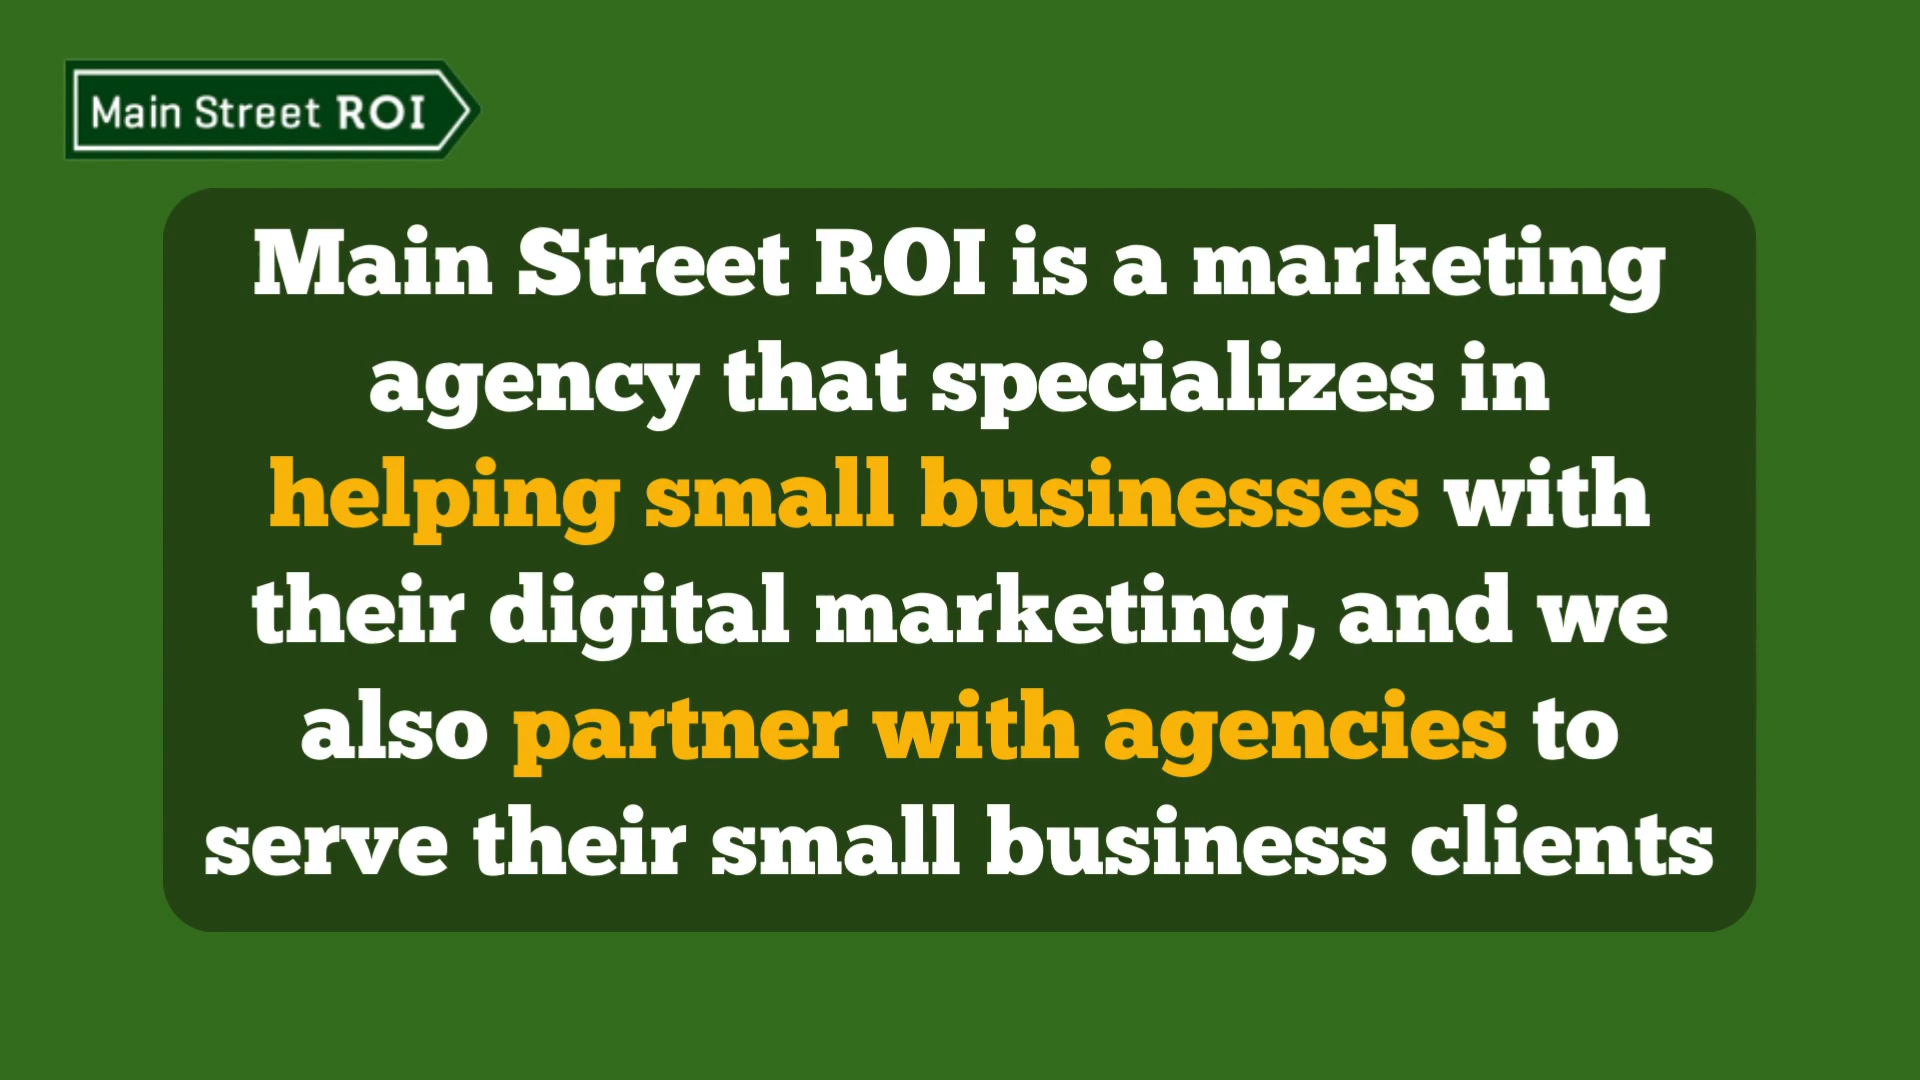 Main Street ROI
Main Street ROI is a marketing
agency that specializes in
helping small businesses with
their digital marketing, and we
also partner with agencies to
serve their small business clients